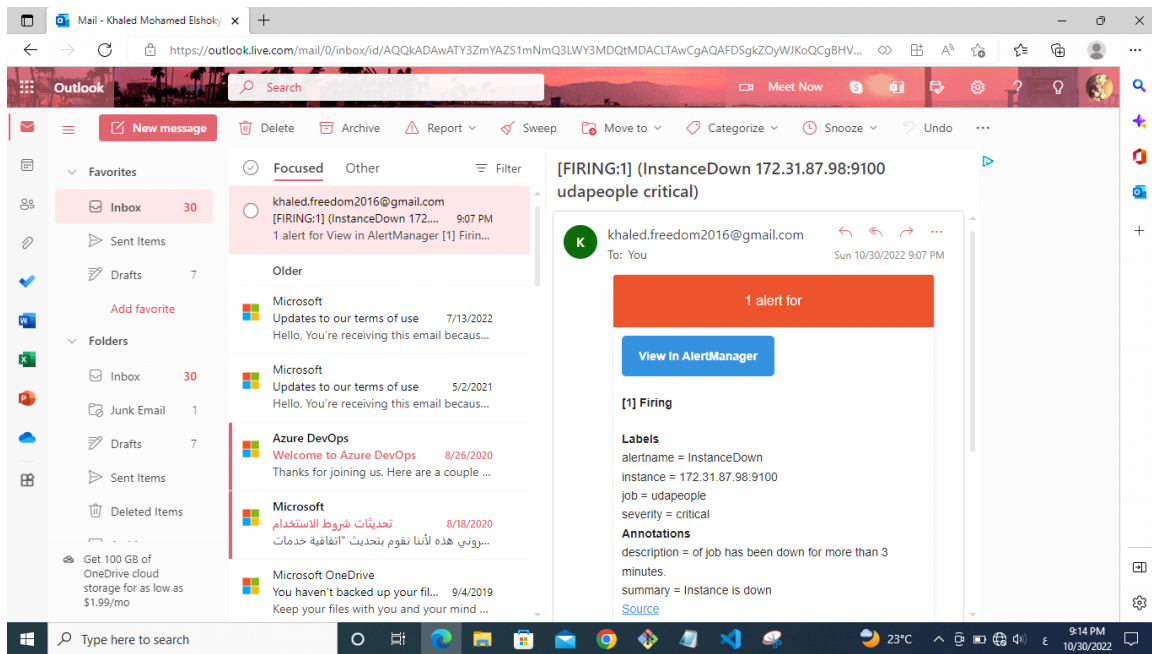 Mail - Khaled Mohamed Elshoky
https://outlook.live.com/mail/0/inbox/id/AQQkADAwATY3ZmYAZS1mNmQ3LWY3MDQtMDACLTAwCgAQAFDSgkZOyWJKoQCgBHV...
Outlook
Search
Meet Now
New message
Delete
Archive
Report
Sweep
Move to
Categorize
Snooze
Undo
Favorites
Inbox 30
Sent Items
Drafts 7
Add favorite
Folders
Inbox 30
Junk Email 1
Drafts 7
Sent Items
Deleted Items
Get 100 GB of
OneDrive cloud
storage for as low as
$1.99/mo
Focused
Other
Filter
khaled.freedom2016@gmail.com
[FIRING:1] (InstanceDown 172.... 9:07 PM
1 alert for View in AlertManager [1] Firin...
Older
Microsoft
Updates to our terms of use 7/13/2022
Hello, You're receiving this email becaus...
Microsoft
Updates to our terms of use 5/2/2021
Hello, You're receiving this email becaus...
Azure DevOps
Welcome to Azure DevOps 8/26/2020
Thanks for joining us. Here are a couple ...
Microsoft
تحديثات شروط الاستخدام 8/18/2020
...روني هذه لأننا نقوم بتحديث "اتفاقية خدمات
Microsoft OneDrive
You haven't backed up your fil... 9/4/2019
Keep your files with you and your mind ...
[FIRING:1] (InstanceDown 172.31.87.98:9100
udapeople critical)
K
khaled.freedom2016@gmail.com
To: You
Sun 10/30/2022 9:07 PM
1 alert for
View In AlertManager
[1] Firing
Labels
alertname = InstanceDown
instance = 172.31.87.98:9100
job = udapeople
severity = critical
Annotations
description = of job has been down for more than 3
minutes.
summary = Instance is down
Source
Type here to search
23°C
ع
9:14 PM
10/30/2022